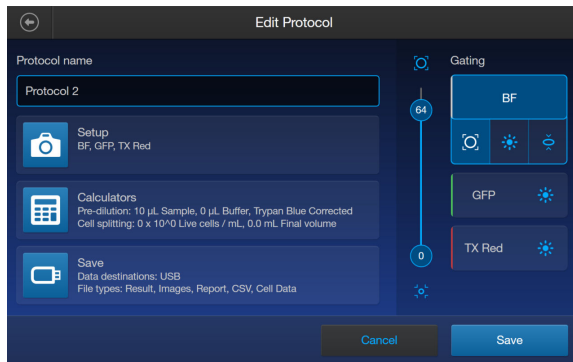 Edit Protocol
Protocol name
Protocol 2
Setup
BF, GFP, TX Red
Calculators
Pre-dilution: 10 µL Sample, 0 µL Buffer, Trypan Blue Corrected
Cell splitting: 0 x 10^0 Live cells / mL, 0.0 mL Final volume
Save
Data destinations: USB
File types: Result, Images, Report, CSV, Cell Data
64
0
Gating
BF
GFP
TX Red
Cancel
Save